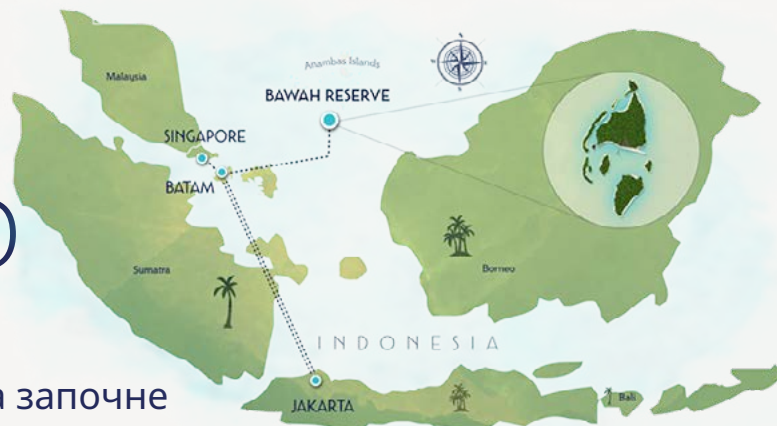 Malaysia
Anambas Islands
N
W
E
S
BAWAH RESERVE
SINGAPORE
BATAM
Sumatra
Borneo
INDONESIA
JAKARTA
Bali
а започне